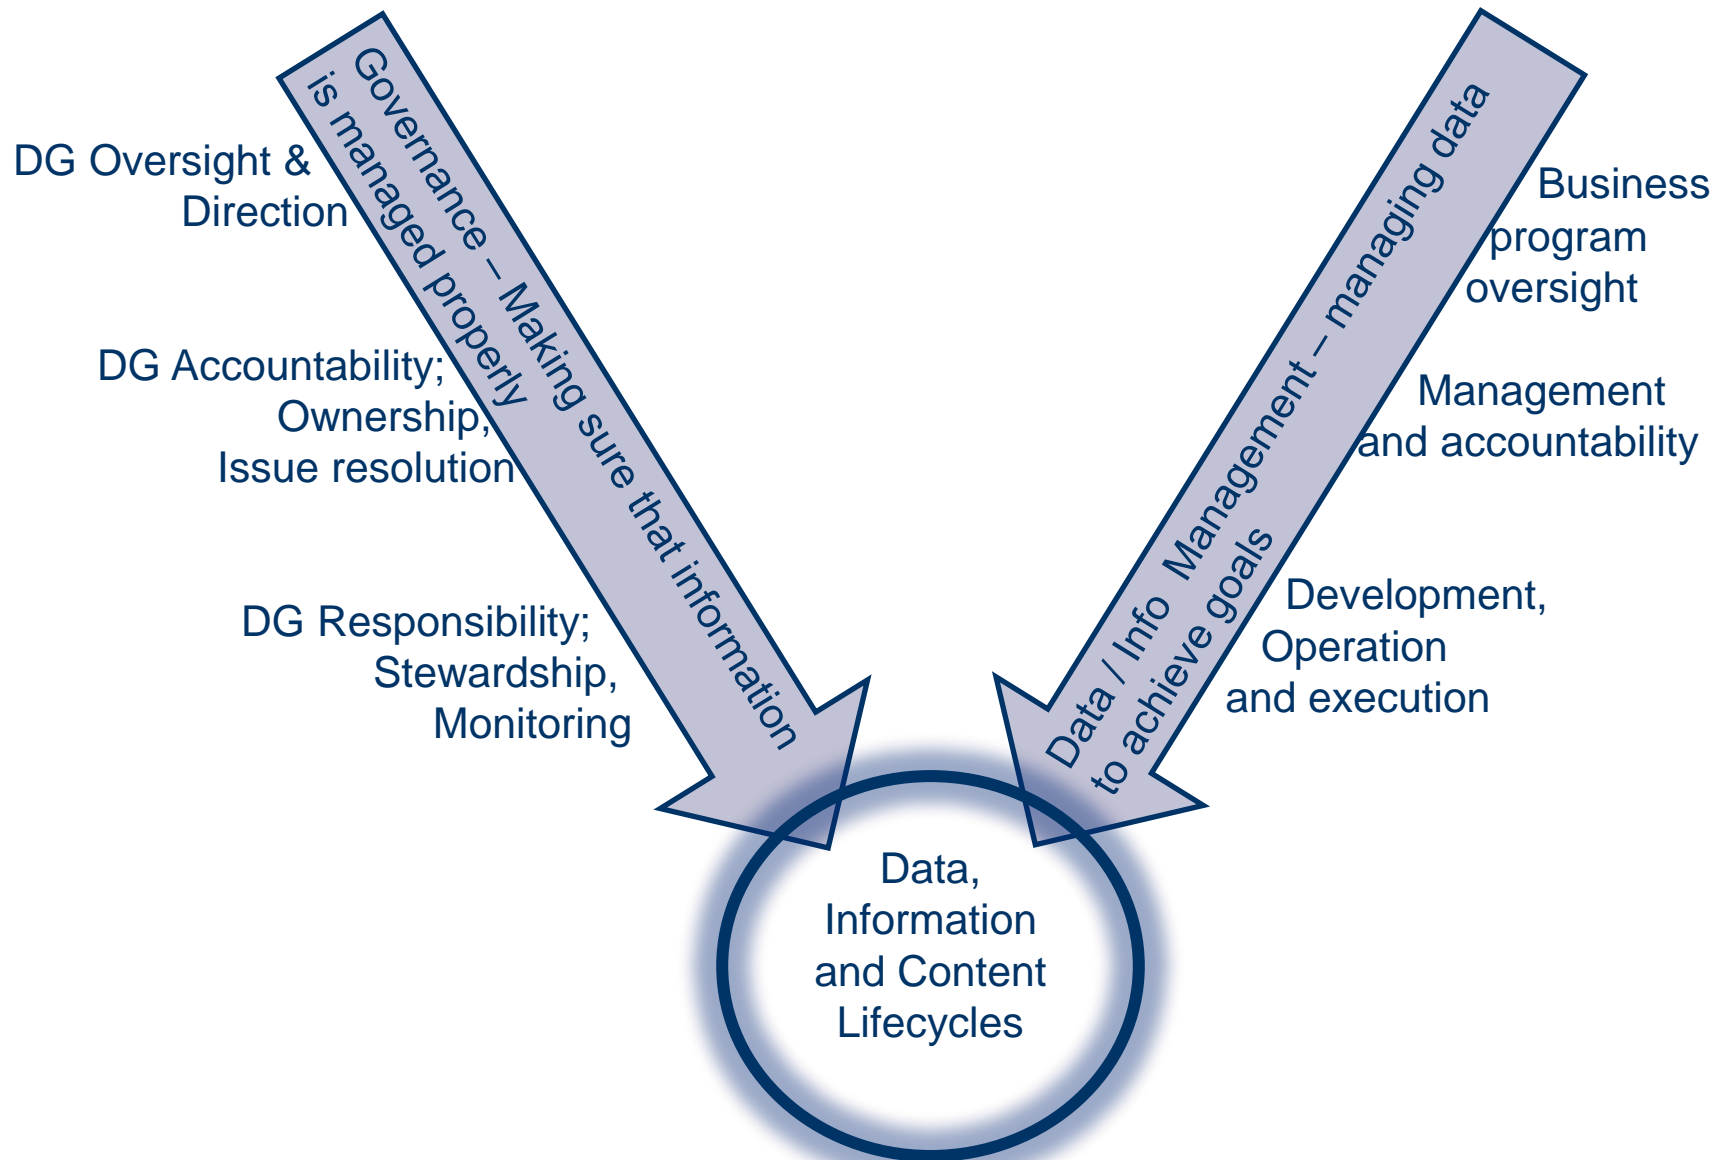 Governance – Making sure that information
is managed properly
DG Oversight &
Direction
DG Accountability;
Ownership,
Issue resolution
DG Responsibility;
Stewardship,
Monitoring
Data / Info  Management – managing data
to achieve goals
Business
program
oversight
Management
and accountability
Development,
Operation
and execution
Data,
Information
and Content
Lifecycles